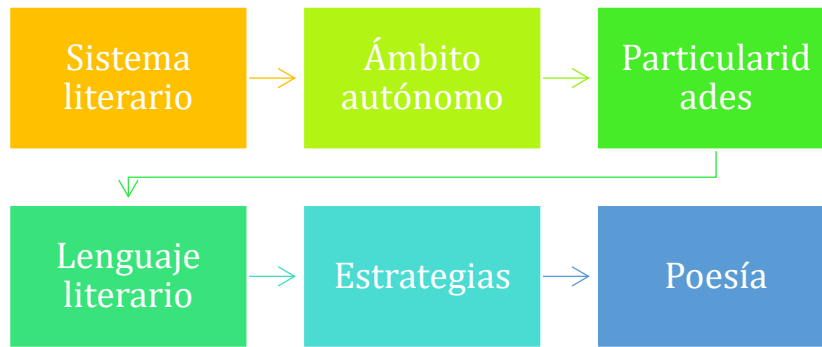 Sistema
literario
Ámbito
autónomo
Particularid
ades
Lenguaje
literario
Estrategias
Poesía